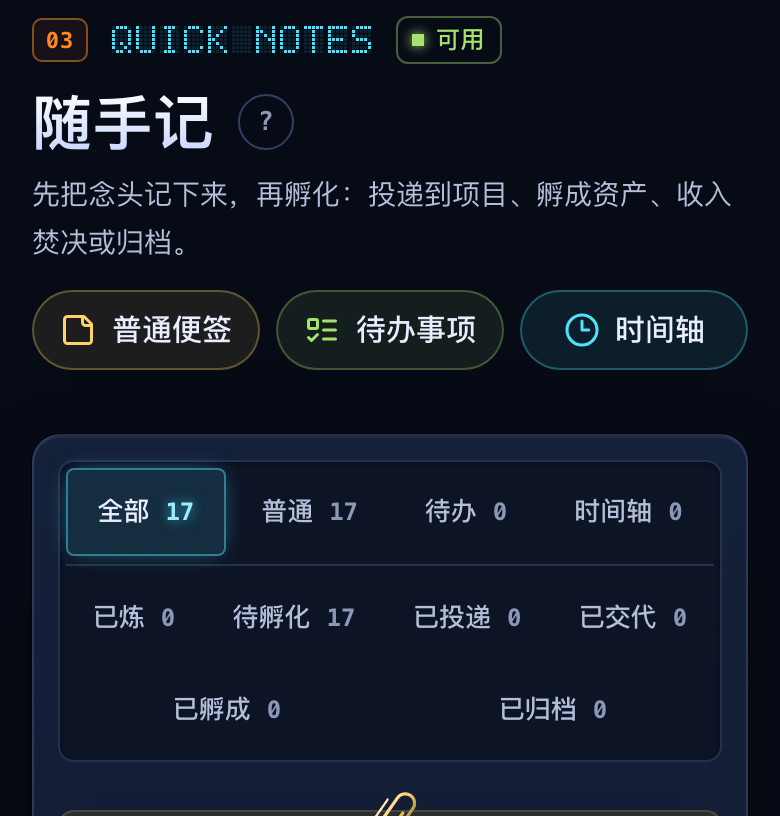 03 QUICK NOTES 可用
随手记 ?
先把念头记下来，再孵化：投递到项目、孵成资产、收入
焚决或归档。
普通便签 待办事项 时间轴
全部 17 普通 17 待办 0 时间轴 0
已炼 0 待孵化 17 已投递 0 已交代 0
已孵成 0 已归档 0